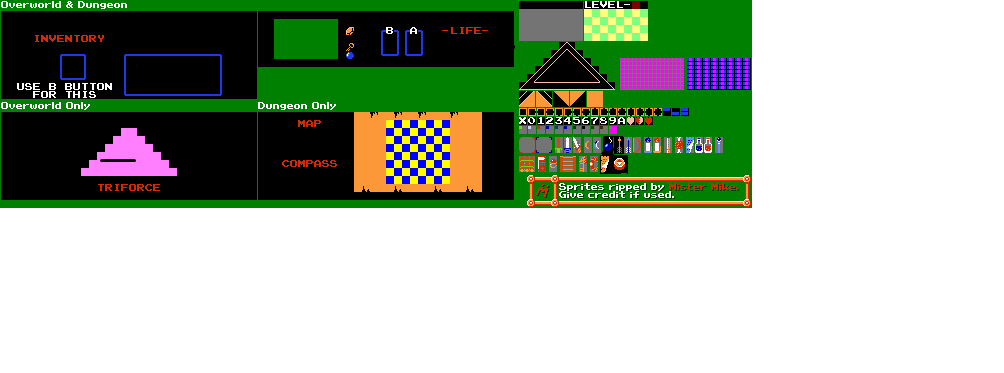 Overworld & Dungeon
INVENTORY
USE B BUTTON
FOR THIS
B A
-LIFE-
LEVEL-
Overworld Only
TRIFORCE
Dungeon Only
MAP
COMPASS
X0123456789A
Sprites ripped by Mister Mike.
Give credit if used.